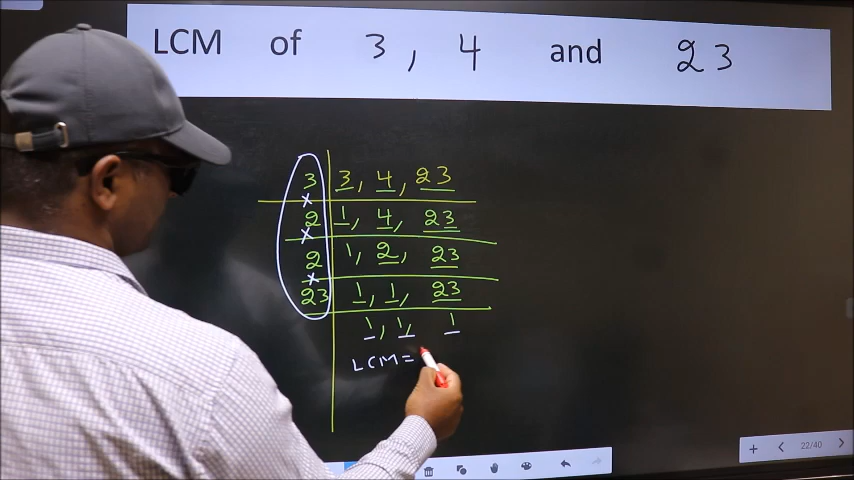 LCM of 3, 4 and 23
3 3, 4, 23
2 1, 4, 23
2 1, 2, 23
23 1, 1, 23
1, 1, 1
LCM =
22/40